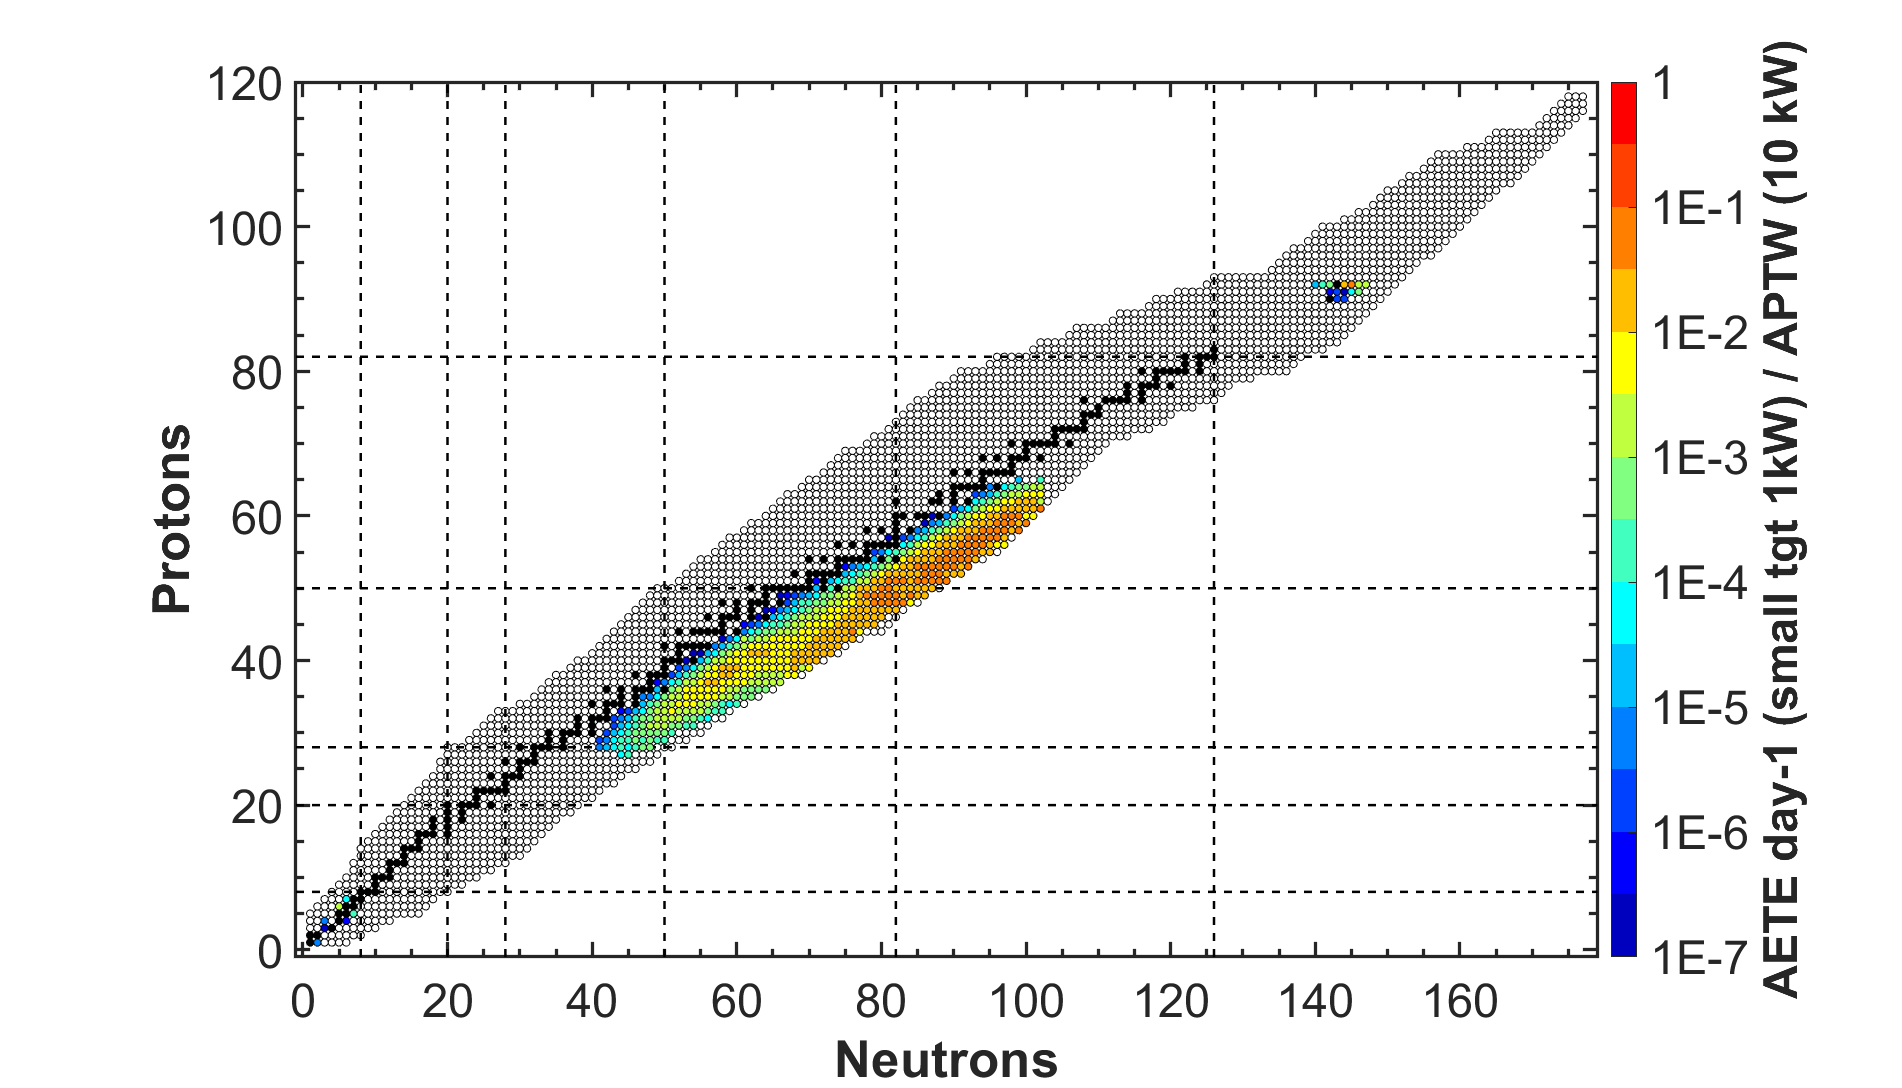 120
100
80
60
40
20
0
Protons
0 20 40 60 80 100 120 140 160
Neutrons
1
1E-1
1E-2
1E-3
1E-4
1E-5
1E-6
1E-7
AETE day-1 (small tgt 1kW) / APTW (10 kW)